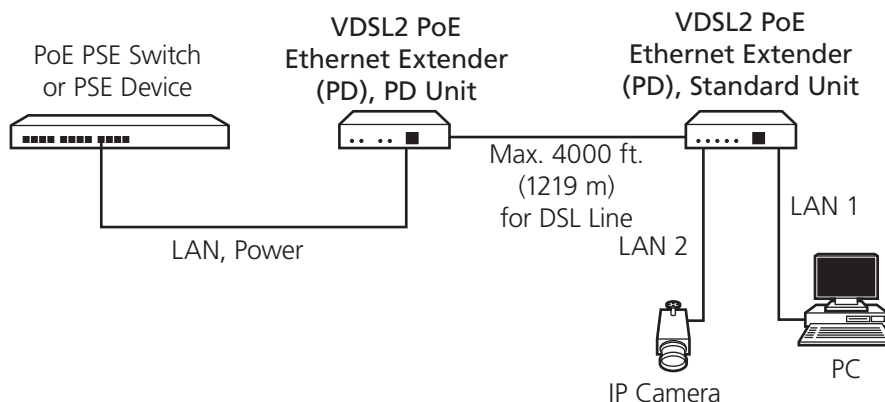 PoE PSE Switch
or PSE Device
VDSL2 PoE
Ethernet Extender
(PD), PD Unit
VDSL2 PoE
Ethernet Extender
(PD), Standard Unit
Max. 4000 ft.
(1219 m)
for DSL Line
LAN, Power
LAN 2
LAN 1
IP Camera
PC